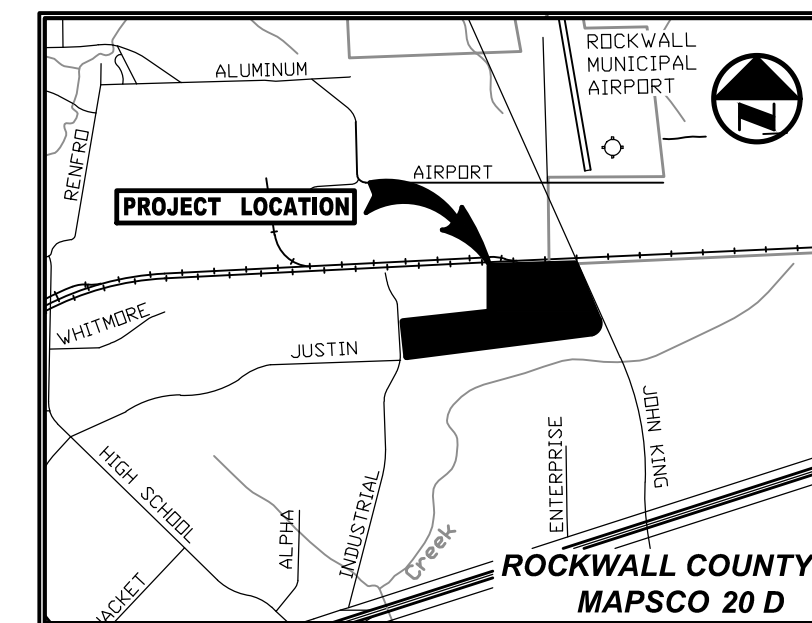 ROCKWALL
MUNICIPAL
AIRPORT
ALUMINUM
N
RENFRO
AIRPORT
PROJECT LOCATION
WHITMORE
JUSTIN
JOHN KING
HIGH SCHOOL
ENTERPRISE
INDUSTRIAL
ALPHA
Creek
JACKET
ROCKWALL COUNTY
MAPSCO 20 D